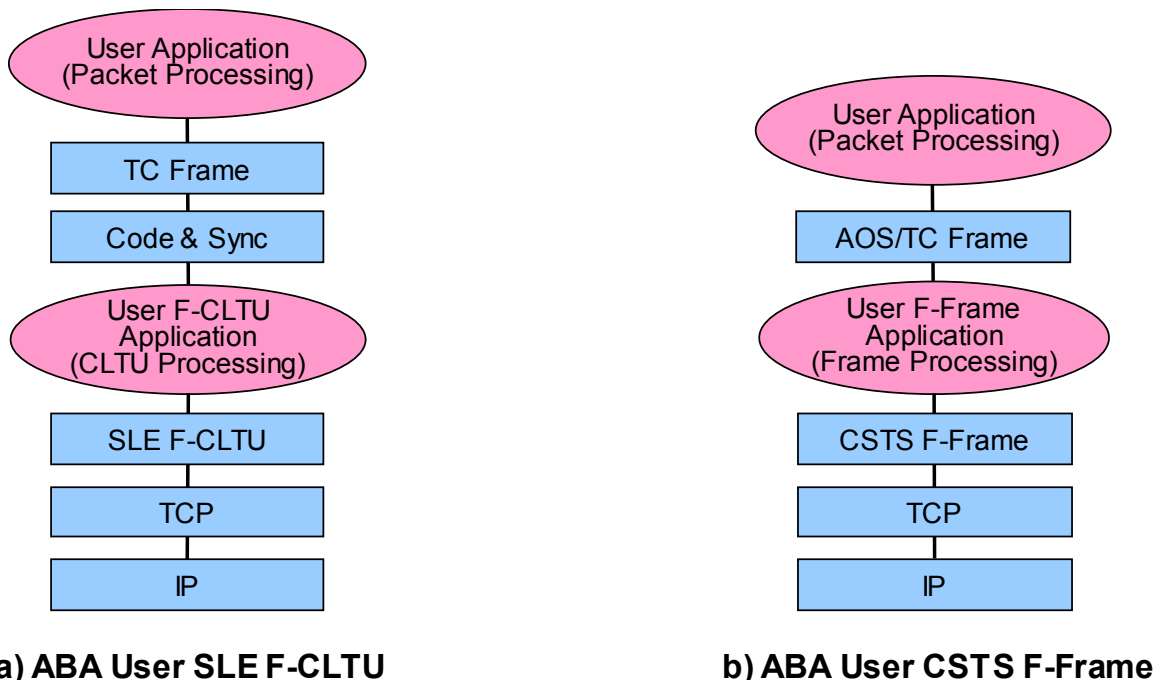 User Application
(Packet Processing)
TC Frame
Code & Sync
User F-CLTU
Application
(CLTU Processing)
SLE F-CLTU
TCP
IP
a) ABA User SLE F-CLTU
User Application
(Packet Processing)
AOS/TC Frame
User F-Frame
Application
(Frame Processing)
CSTS F-Frame
TCP
IP
b) ABA User CSTS F-Frame